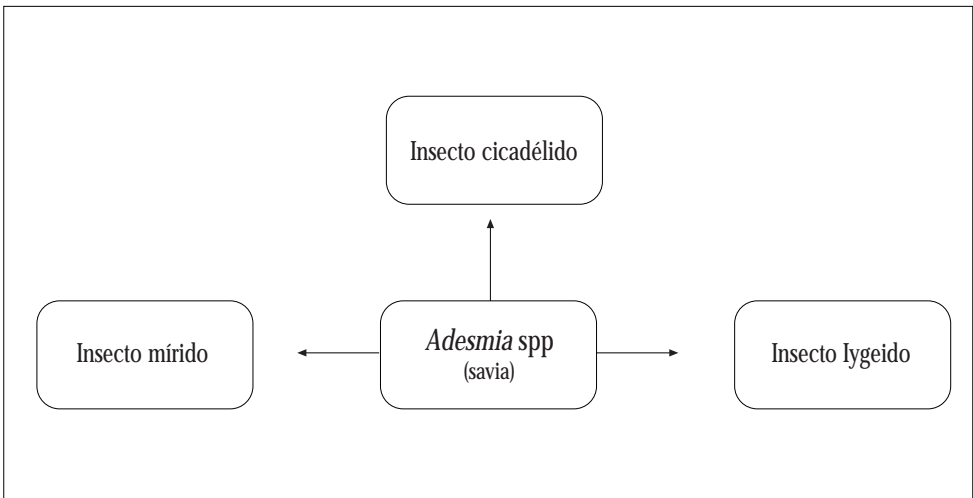 Insecto cicadélido
Insecto mírido
Adesmia spp
(savia)
Insecto lygeido